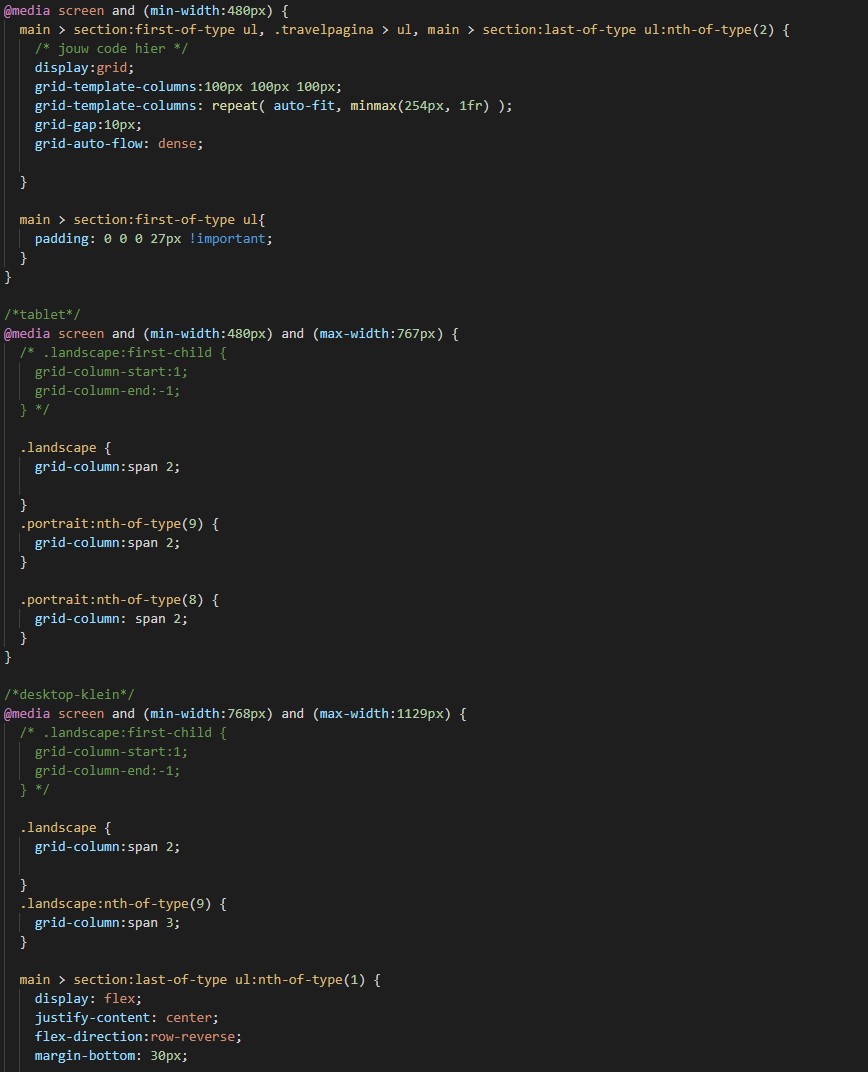 @media screen and (min-width:480px) {
main > section:first-of-type ul, .travelpagina > ul, main > section:last-of-type ul:nth-of-type(2) {
/* jouw code hier */
display:grid;
grid-template-columns:100px 100px 100px;
grid-template-columns: repeat( auto-fit, minmax(254px, 1fr) );
grid-gap:10px;
grid-auto-flow: dense;
}
main > section:first-of-type ul{
padding: 0 0 0 27px !important;
}
}
/*tablet*/
@media screen and (min-width:480px) and (max-width:767px) {
/* .landscape:first-child {
grid-column-start:1;
grid-column-end:-1;
} */
.landscape {
grid-column:span 2;
}
.portrait:nth-of-type(9) {
grid-column:span 2;
}
.portrait:nth-of-type(8) {
grid-column: span 2;
}
}
/*desktop-klein*/
@media screen and (min-width:768px) and (max-width:1129px) {
/* .landscape:first-child {
grid-column-start:1;
grid-column-end:-1;
} */
.landscape {
grid-column:span 2;
}
.landscape:nth-of-type(9) {
grid-column:span 3;
}
main > section:last-of-type ul:nth-of-type(1) {
display: flex;
justify-content: center;
flex-direction:row-reverse;
margin-bottom: 30px;